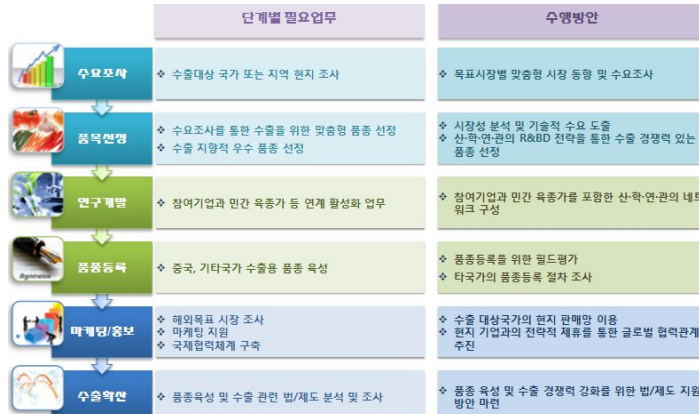 단계별 필요업무
수행방안
수요조사
❖ 수출대상 국가 또는 지역 현지 조사
❖ 목표시장별 맞춤형 시장 동향 및 수요조사
품목선정
❖ 수요조사를 통한 수출을 위한 맞춤형 품종 선정
❖ 수출 지향적 우수 품종 선정
❖ 시장성 분석 및 기술적 수요 도출
❖ 산·학·연·관의 R&BD 전략을 통한 수출 경쟁력 있는
품종 선정
연구개발
❖ 참여기업과 민간 육종가 등 연계 활성화 업무
❖ 참여기업과 민간 육종가를 포함한 산·학·연·관의 네트
워크 구성
Registration
품종등록
❖ 중국, 기타국가 수출용 품종 육성
❖ 품종등록을 위한 필드평가
❖ 타국가의 품종등록 절차 조사
마케팅/홍보
❖ 해외목표 시장 조사
❖ 마케팅 지원
❖ 국제협력체계 구축
❖ 수출 대상국가의 현지 판매망 이용
❖ 현지 기업과의 전략적 제휴를 통한 글로벌 협력관계
추진
수출확산
❖ 품종육성 및 수출 관련 법/제도 분석 및 조사
❖ 품종 육성 및 수출 경쟁력 강화를 위한 법/제도 지원
방안 마련